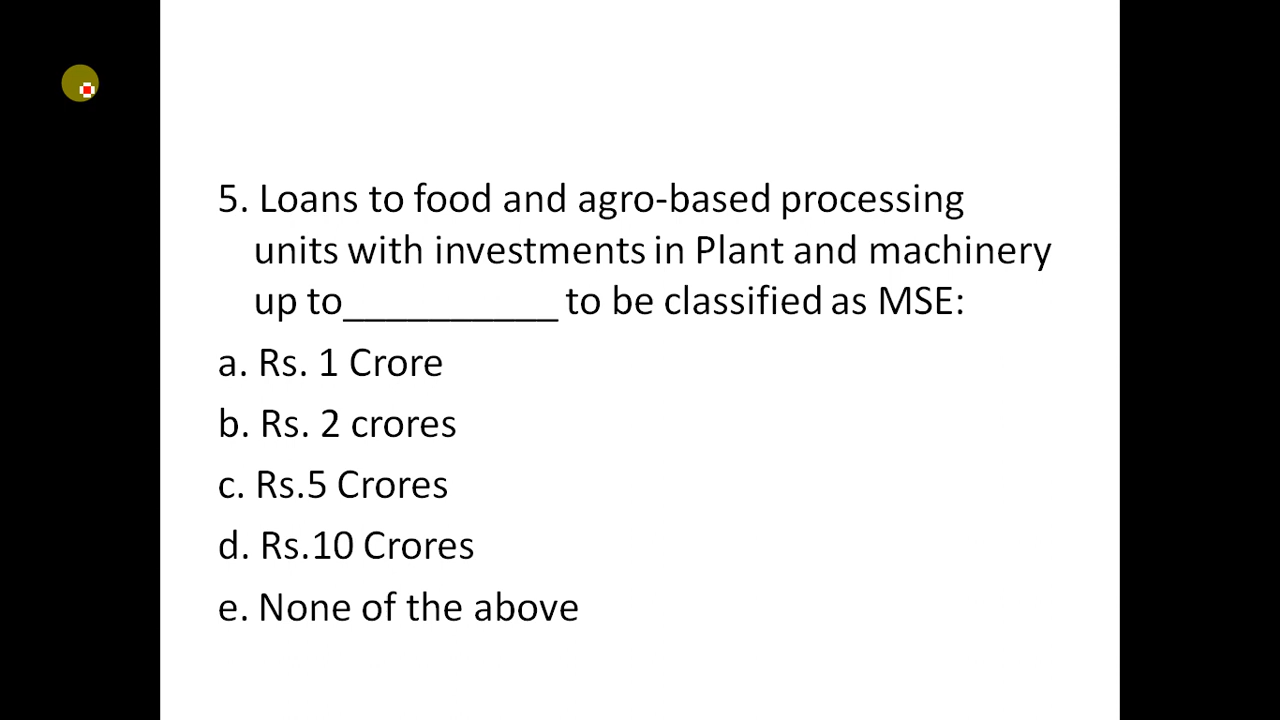 5. Loans to food and agro-based processing
units with investments in Plant and machinery
up to__________ to be classified as MSE:
a. Rs. 1 Crore
b. Rs. 2 crores
c. Rs.5 Crores
d. Rs.10 Crores
e. None of the above